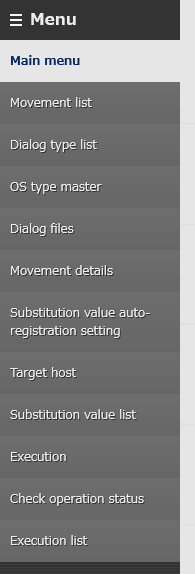 Menu
Main menu
Movement list
Dialog type list
OS type master
Dialog files
Movement details
Substitution value auto-
registration setting
Target host
Substitution value list
Execution
Check operation status
Execution list